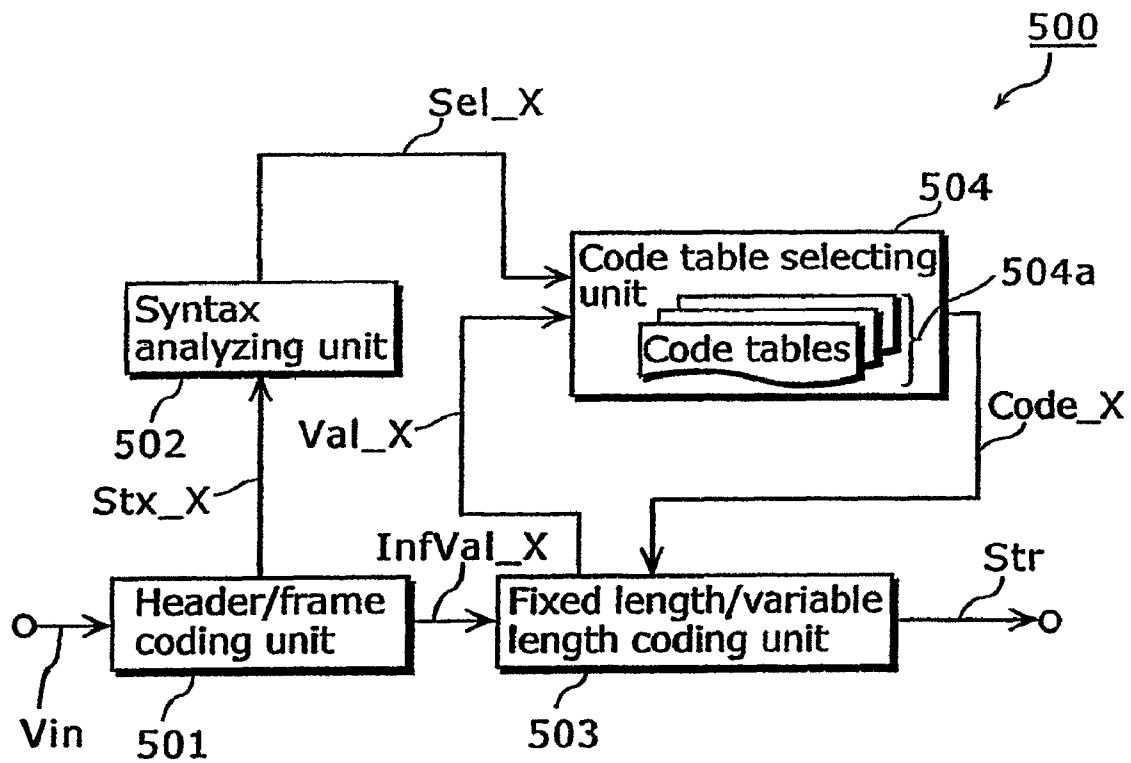 500
Sel_X
504
Code table selecting
unit
504a
Code tables
Syntax
analyzing unit
502
Val_X
Code_X
Stx_X
InfVal_X
Str
Header/frame
coding unit
Fixed length/variable
length coding unit
Vin
501
503